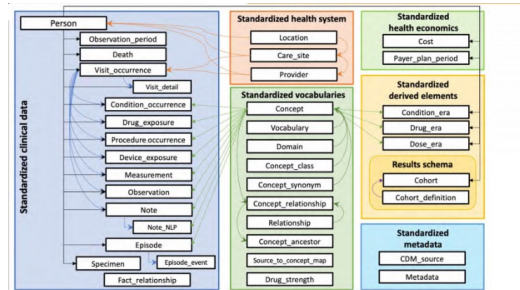 Standardized clinical data
Person
Observation_period
Death
Visit_occurrence
Visit_detail
Condition_occurrence
Drug_exposure
Procedure occurrence
Device_exposure
Measurement
Observation
Note
Note_NLP
Episode
Specimen
Episode_event
Fact_relationship
Standardized health system
Location
Care_site
Provider
Standardized vocabularies
Concept
Vocabulary
Domain
Concept_class
Concept_synonym
Concept_relationship
Relationship
Concept_ancestor
Source_to_concept_map
Drug_strength
Standardized
health economics
Cost
Payer_plan_period
Standardized
derived elements
Condition_era
Drug_era
Dose_era
Results schema
Cohort
Cohort_definition
Standardized
metadata
CDM_source
Metadata